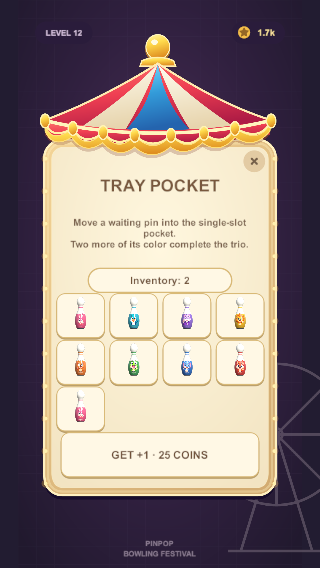 LEVEL 12
1.7k
×
TRAY POCKET
Move a waiting pin into the single-slot
pocket.
Two more of its color complete the trio.
Inventory: 2
GET +1 · 25 COINS
PINPOP
BOWLING FESTIVAL